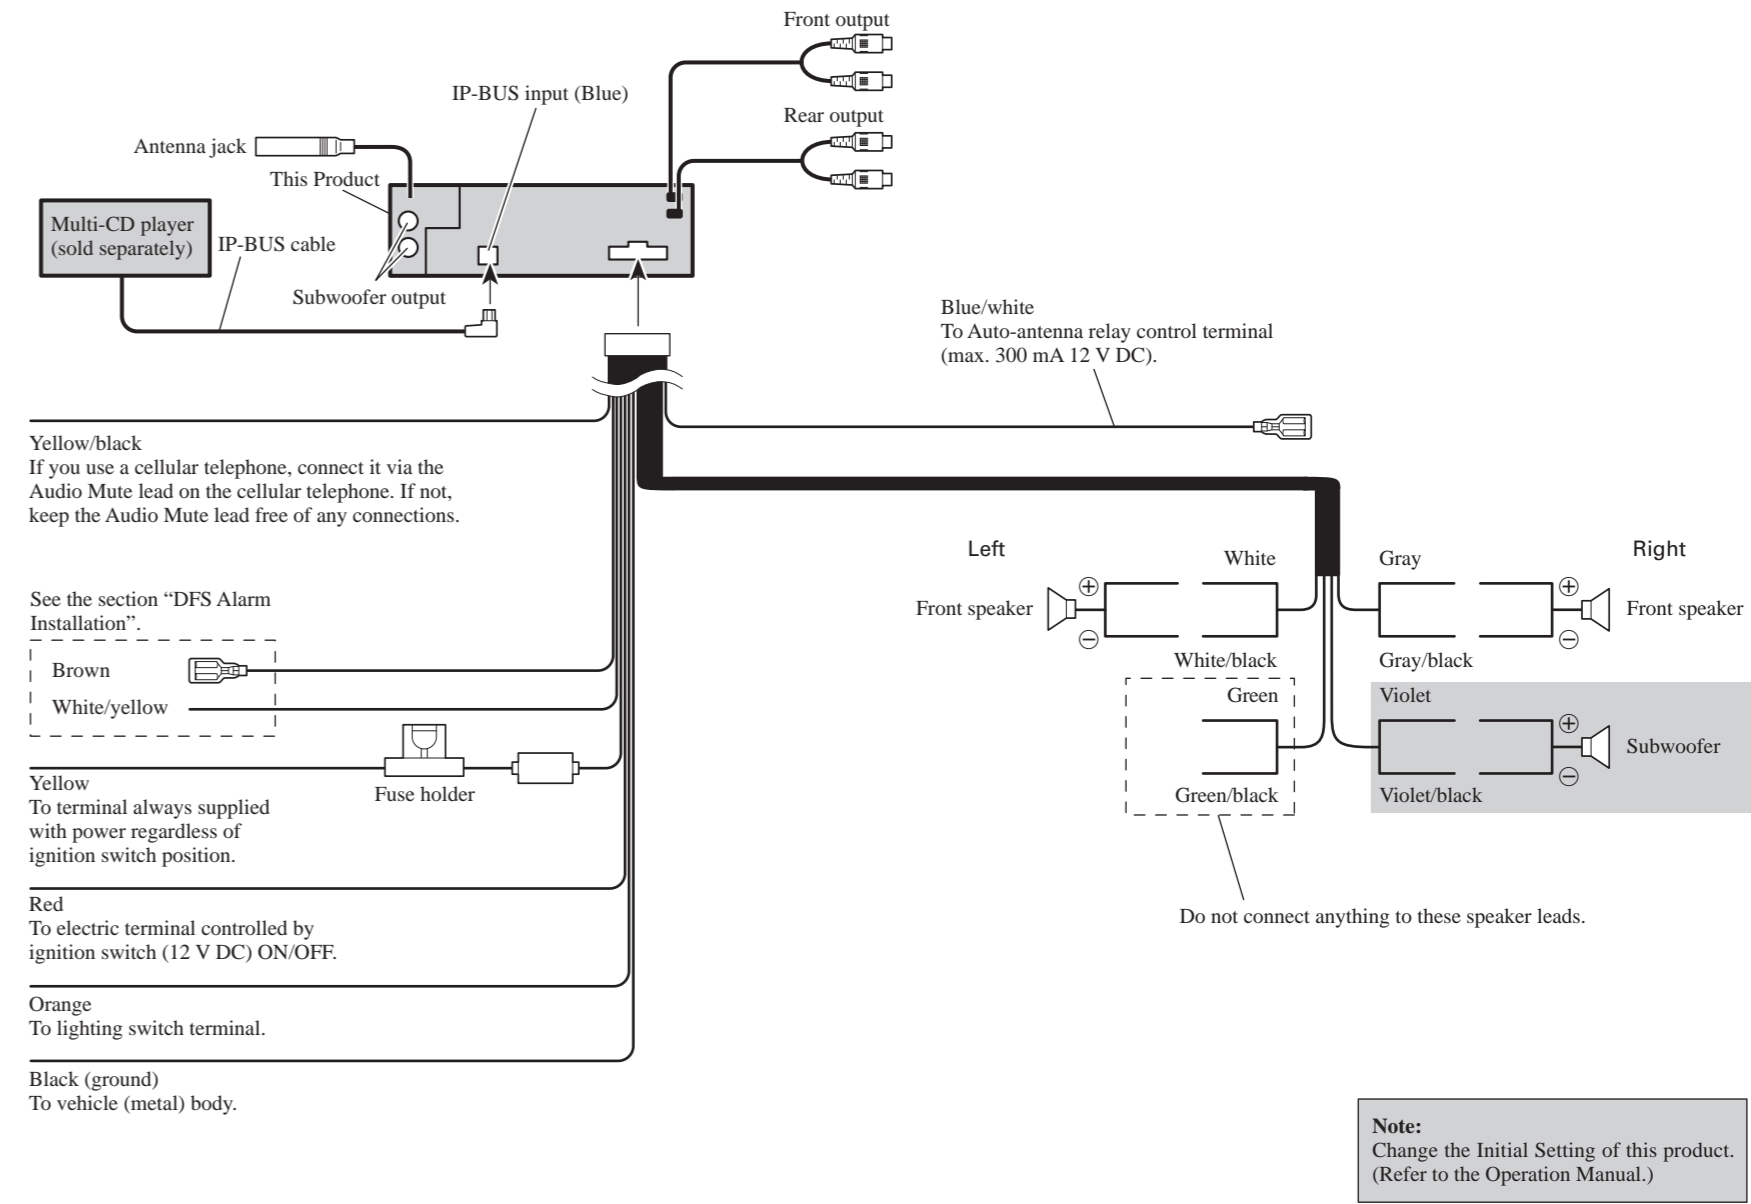 Front output
IP-BUS input (Blue)
Rear output
Antenna jack
This Product
Multi-CD player
(sold separately)
IP-BUS cable
Subwoofer output
Blue/white
To Auto-antenna relay control terminal
(max. 300 mA 12 V DC).
Yellow/black
If you use a cellular telephone, connect it via the
Audio Mute lead on the cellular telephone. If not,
keep the Audio Mute lead free of any connections.
See the section “DFS Alarm
Installation”.
Brown
White/yellow
Fuse holder
Yellow
To terminal always supplied
with power regardless of
ignition switch position.
Red
To electric terminal controlled by
ignition switch (12 V DC) ON/OFF.
Orange
To lighting switch terminal.
Black (ground)
To vehicle (metal) body.
Left
Right
White
Gray
Front speaker
+
−
+
−
Front speaker
White/black
Gray/black
Green
Violet
+
−
Subwoofer
Green/black
Violet/black
Do not connect anything to these speaker leads.
Note:
Change the Initial Setting of this product.
(Refer to the Operation Manual.)